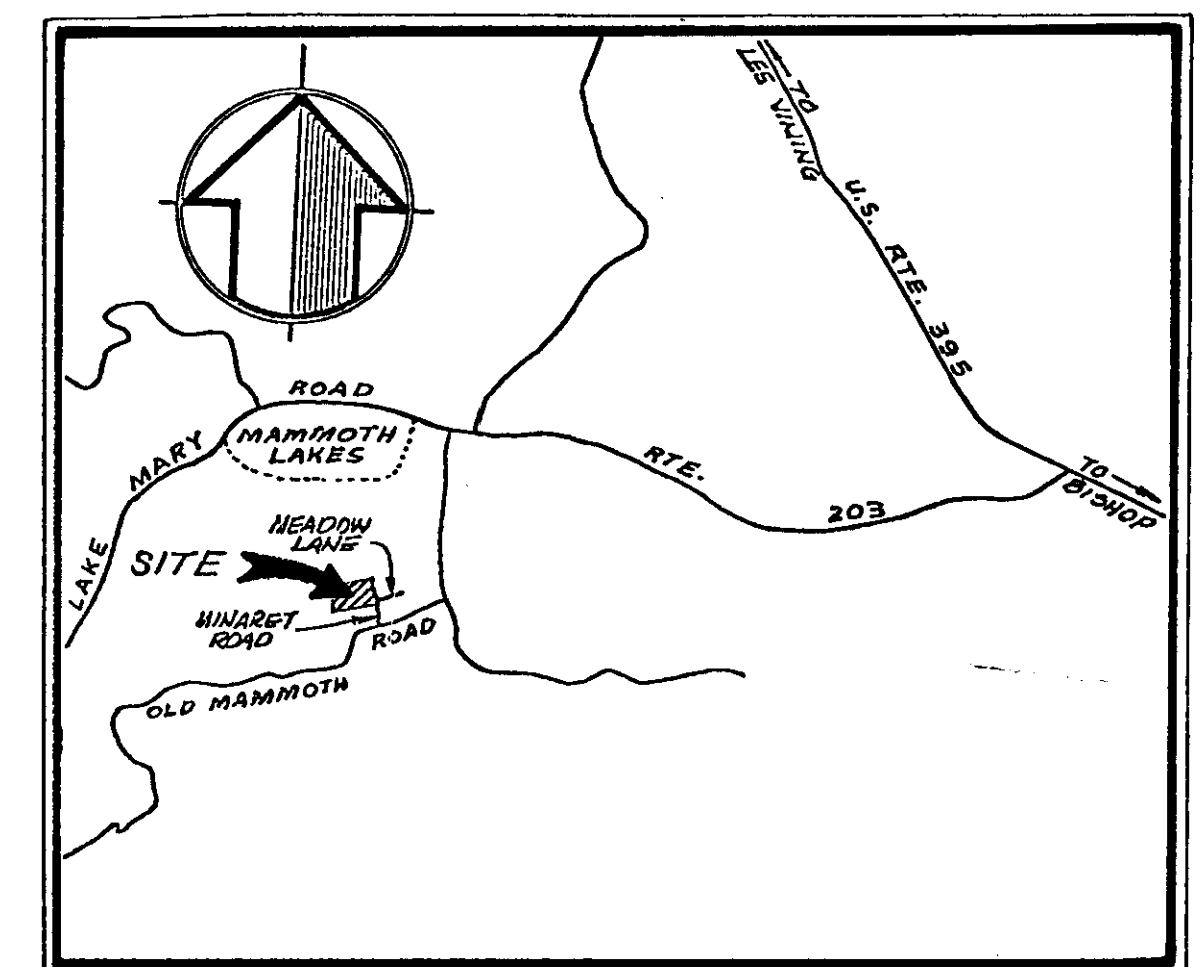 TO
LES VINING
U.S. RTE. 395
ROAD
MAMMOTH
LAKES
MARY
LAKE
RTE.
203
TO
BISHOP
MEADOW
LANE
SITE
MINARET
ROAD
ROAD
OLD MAMMOTH